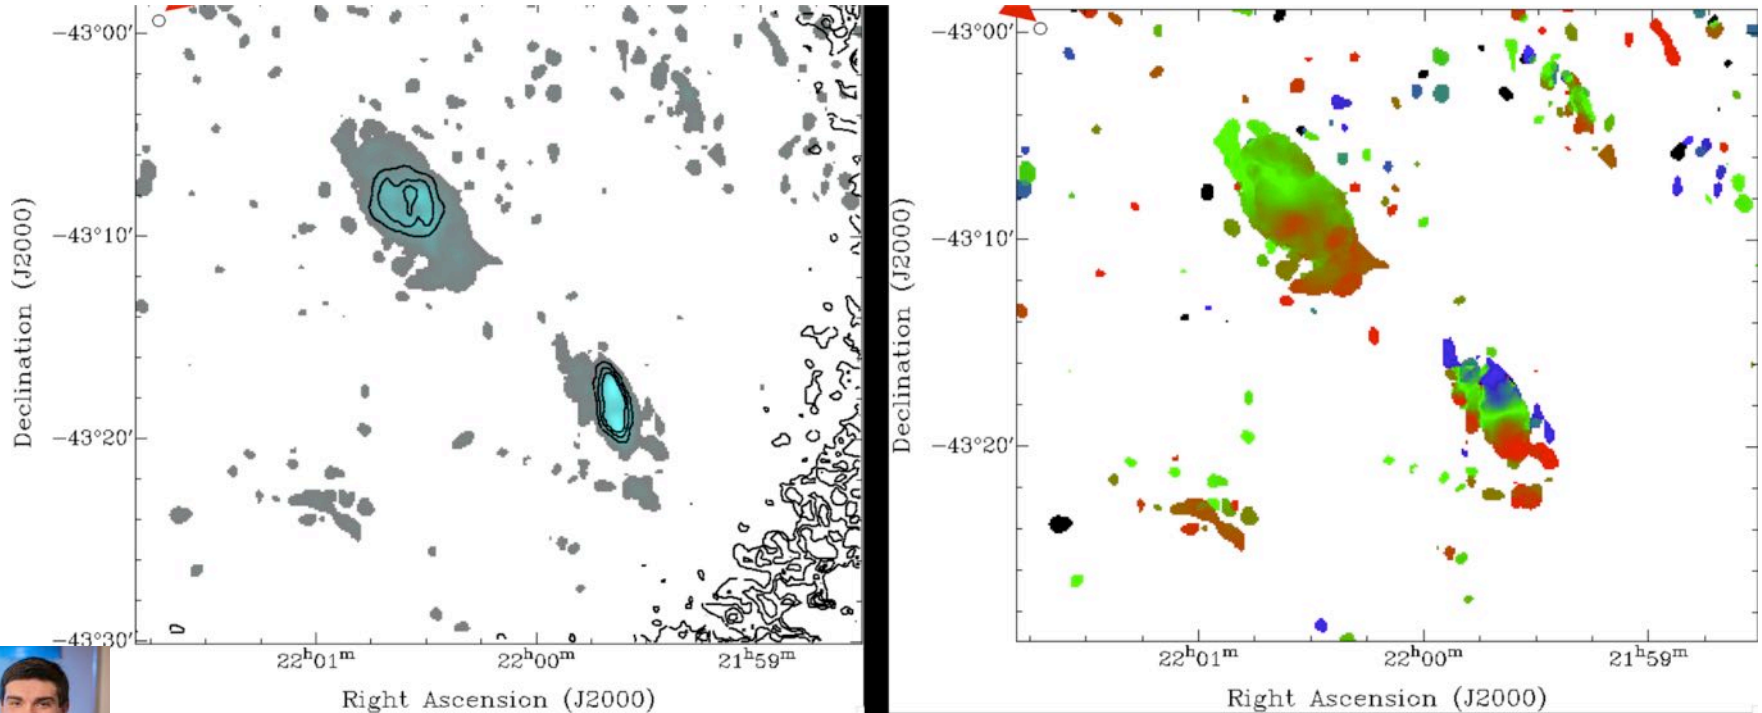 −43°00′
−43°10′
−43°20′
−43°30′
Declination (J2000)
22h01m
22h00m
21h59m
Right Ascension (J2000)
−43°00′
−43°10′
−43°20′
Declination (J2000)
22h01m
22h00m
21h59m
Right Ascension (J2000)